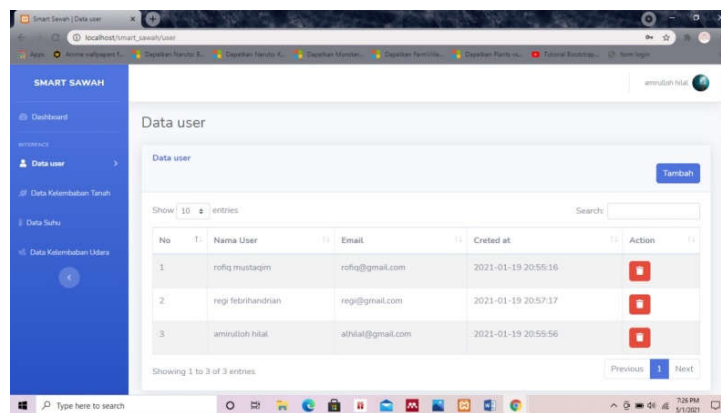 Smart Sawah | Data user
localhost/smart_sawah/user
Apps
SMART SAWAH
amirulloh hilal
Dashboard
Data user
INTERFACE
Data user
Data user
Tambah
Data Kelembaban Tanah
Show 10 entries
Search:
Data Suhu
No Nama User Email Creted at Action
Data Kelembaban Udara
1 rofiq mustaqim rofiq@gmail.com 2021-01-19 20:55:16
2 regi febrihandrian regi@gmail.com 2021-01-19 20:57:17
3 amirulloh hilal alhilal@gmail.com 2021-01-19 20:55:56
Showing 1 to 3 of 3 entries
Previous 1 Next
Type here to search
7:26 PM
5/1/2021